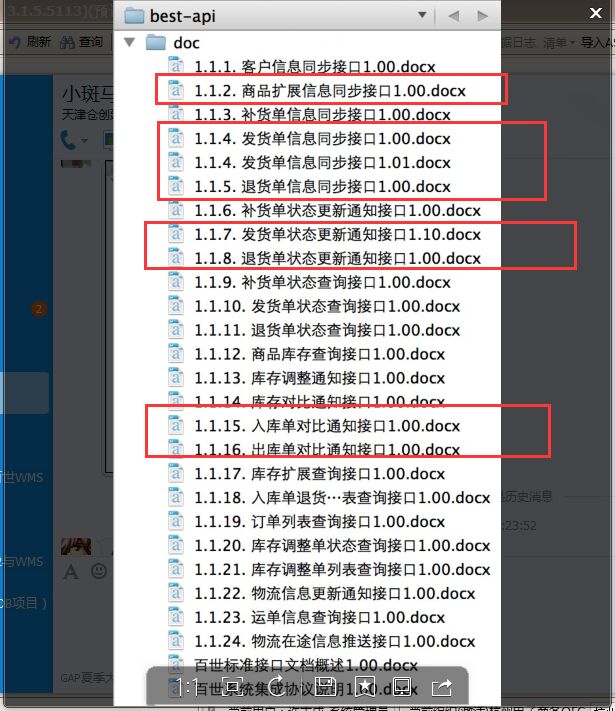 3.1.5.5113)(预
best-api
刷新
查询
日志
清单
导入AS
doc
1.1.1. 客户信息同步接口1.00.docx
小斑马
1.1.2. 商品扩展信息同步接口1.00.docx
天津仓创
1.1.3. 补货单信息同步接口1.00.docx
1.1.4. 发货单信息同步接口1.00.docx
1.1.4. 发货单信息同步接口1.01.docx
1.1.5. 退货单信息同步接口1.00.docx
1.1.6. 补货单状态更新通知接口1.00.docx
1.1.7. 发货单状态更新通知接口1.10.docx
1.1.8. 退货单状态更新通知接口1.00.docx
1.1.9. 补货单状态查询接口1.00.docx
2
1.1.10. 发货单状态查询接口1.00.docx
1.1.11. 退货单状态查询接口1.00.docx
1.1.12. 商品库存查询接口1.00.docx
1.1.13. 库存调整通知接口1.00.docx
1.1.14. 库存对比通知接口1.00.docx
1.1.15. 入库单对比通知接口1.00.docx
1.1.16. 出库单对比通知接口1.00.docx
1.1.17. 库存扩展查询接口1.00.docx
世WMS
1.1.18. 入库单退货…表查询接口1.00.docx
是历史消息
1.1.19. 订单列表查询接口1.00.docx
:23:52
1.1.20. 库存调整单状态查询接口1.00.docx
与WMS
1.1.21. 库存调整单列表查询接口1.00.docx
1.1.22. 物流信息更新通知接口1.00.docx
B项目）
1.1.23. 运单信息查询接口1.00.docx
1.1.24. 物流在途信息推送接口1.00.docx
百世标准接口文档概述1.00.docx
GAP夏季大
百世系统集成协议说明1.00.docx
1:1